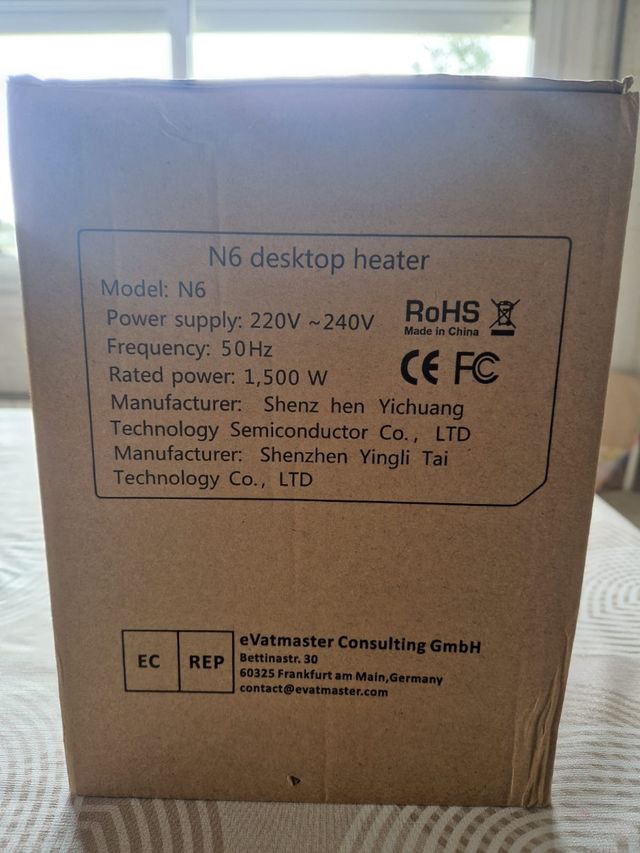 N6 desktop heater
Model: N6
Power supply: 220V ~240V
Frequency: 50Hz
Rated power: 1,500 W
RoHS
Made in China
CE FC
Manufacturer: Shenz hen Yichuang
Technology Semiconductor Co., LTD
Manufacturer: Shenzhen Yingli Tai
Technology Co., LTD
EC REP
eVatmaster Consulting GmbH
Bettinastr. 30
60325 Frankfurt am Main,Germany
contact@evatmaster.com